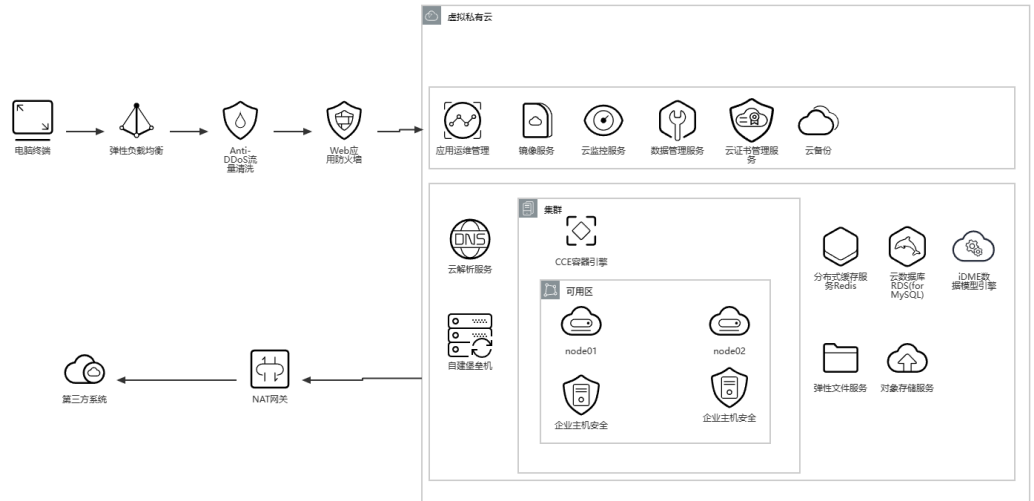 虚拟私有云
电脑终端
弹性负载均衡
Anti-
DDoS流
量清洗
Web应
用防火墙
应用运维管理
镜像服务
云监控服务
数据管理服务
云证书管理服
务
云备份
集群
DNS
云解析服务
CCE容器引擎
分布式缓存服
务Redis
云数据库
RDS(for
MySQL)
iDME数
据模型引擎
可用区
node01
node02
自建堡垒机
企业主机安全
企业主机安全
弹性文件服务
对象存储服务
第三方系统
NAT网关